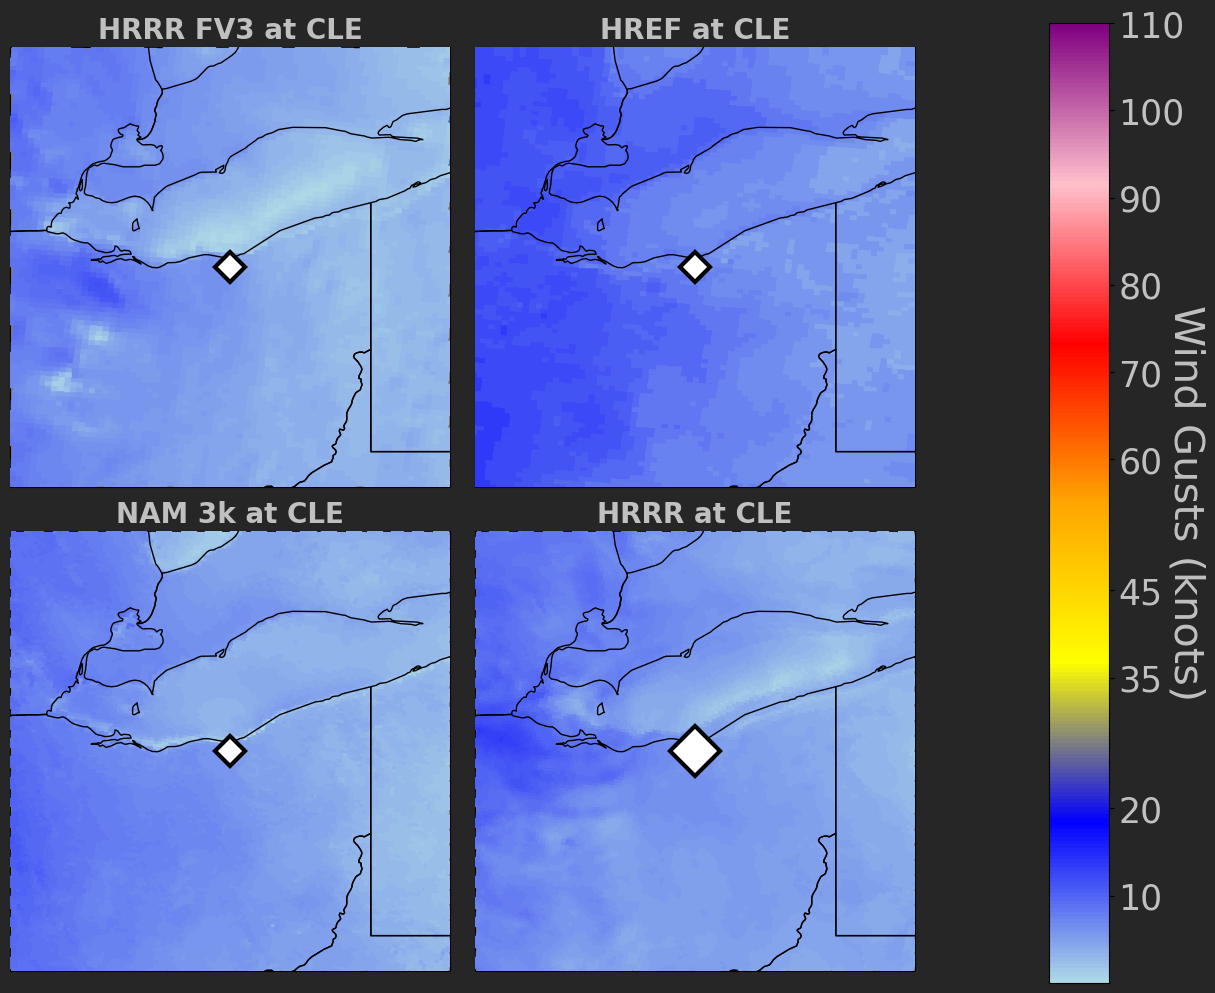 HRRR FV3 at CLE
HREF at CLE
NAM 3k at CLE
HRRR at CLE
110
100
90
80
70
60
45
35
20
10
Wind Gusts (knots)